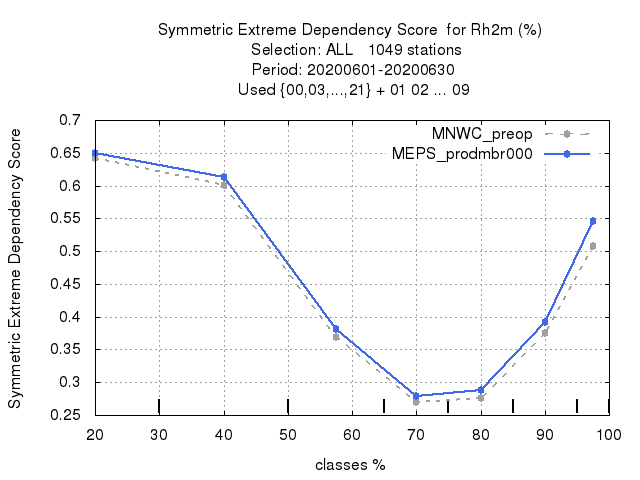 Symmetric Extreme Dependency Score  for Rh2m (%)
Selection: ALL   1049 stations
Period: 20200601-20200630
Used {00,03,...,21} + 01 02 ... 09
Symmetric Extreme Dependency Score
0.7
0.65
0.6
0.55
0.5
0.45
0.4
0.35
0.3
0.25
MNWC_preop
MEPS_prodmbr000
20 30 40 50 60 70 80 90 100
classes %